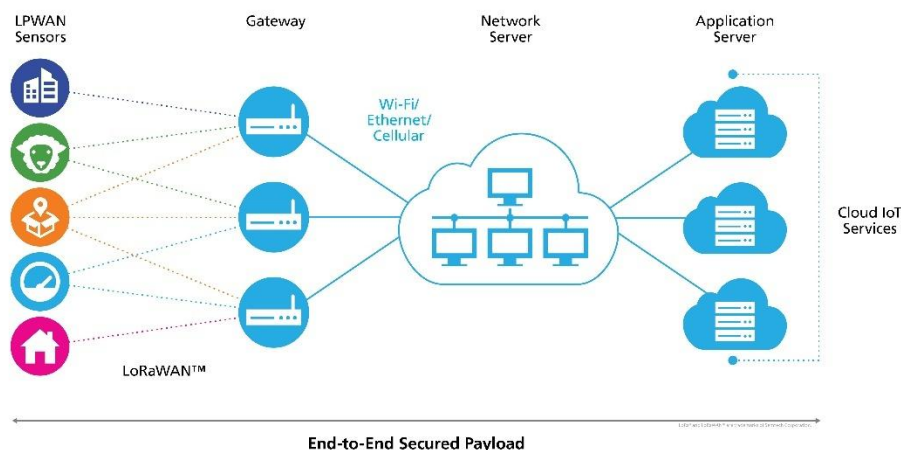 LPWAN
Sensors
Gateway
Network
Server
Application
Server
Wi-Fi/
Ethernet/
Cellular
Cloud IoT
Services
LoRaWAN™
End-to-End Secured Payload